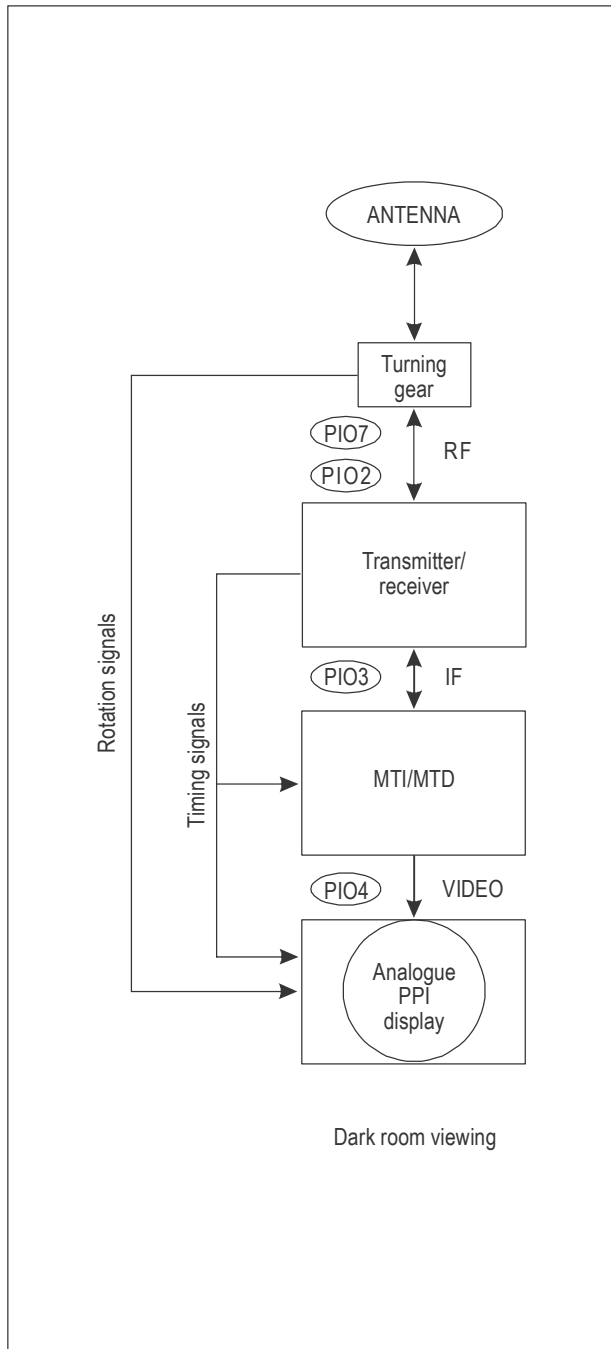 ANTENNA
Turning
gear
PIO7
RF
PIO2
Transmitter/
receiver
Rotation signals
Timing signals
PIO3
IF
MTI/MTD
PIO4
VIDEO
Analogue
PPI
display
Dark room viewing